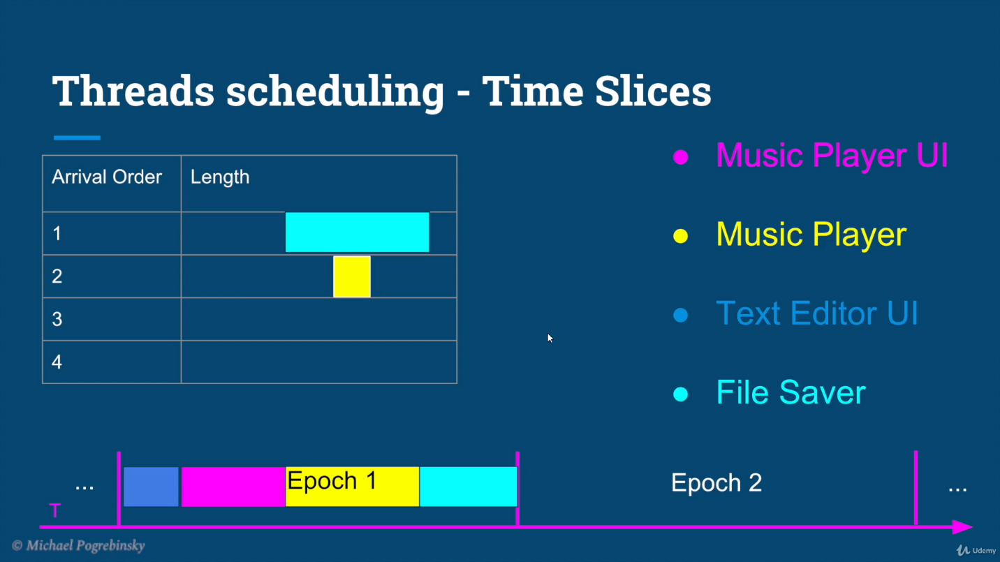 Threads scheduling - Time Slices
Arrival Order Length
1
2
3
4
● Music Player UI
● Music Player
● Text Editor UI
● File Saver
... Epoch 1 Epoch 2 ...
T
© Michael Pogrebinsky
Udemy